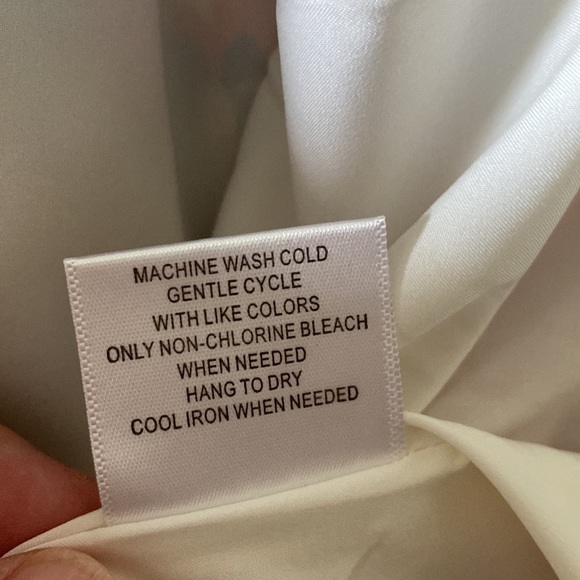 MACHINE WASH COLD
GENTLE CYCLE
WITH LIKE COLORS
ONLY NON-CHLORINE BLEACH
WHEN NEEDED
HANG TO DRY
COOL IRON WHEN NEEDED